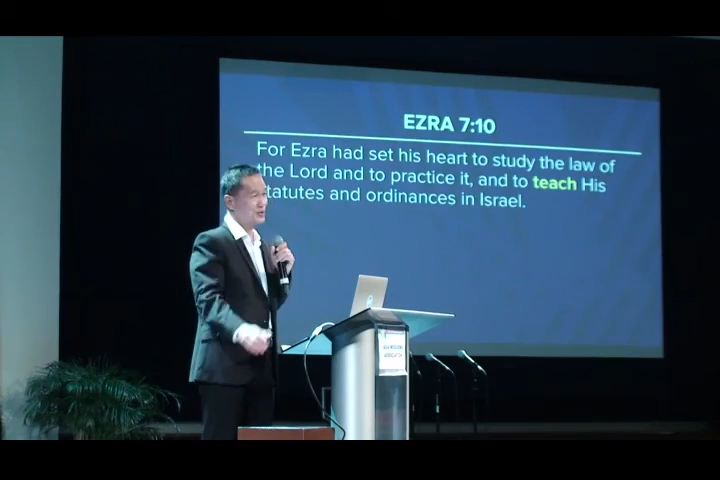 EZRA 7:10
For Ezra had set his heart to study the law of
the Lord and to practice it, and to teach His
statutes and ordinances in Israel.
ASSOCIATION